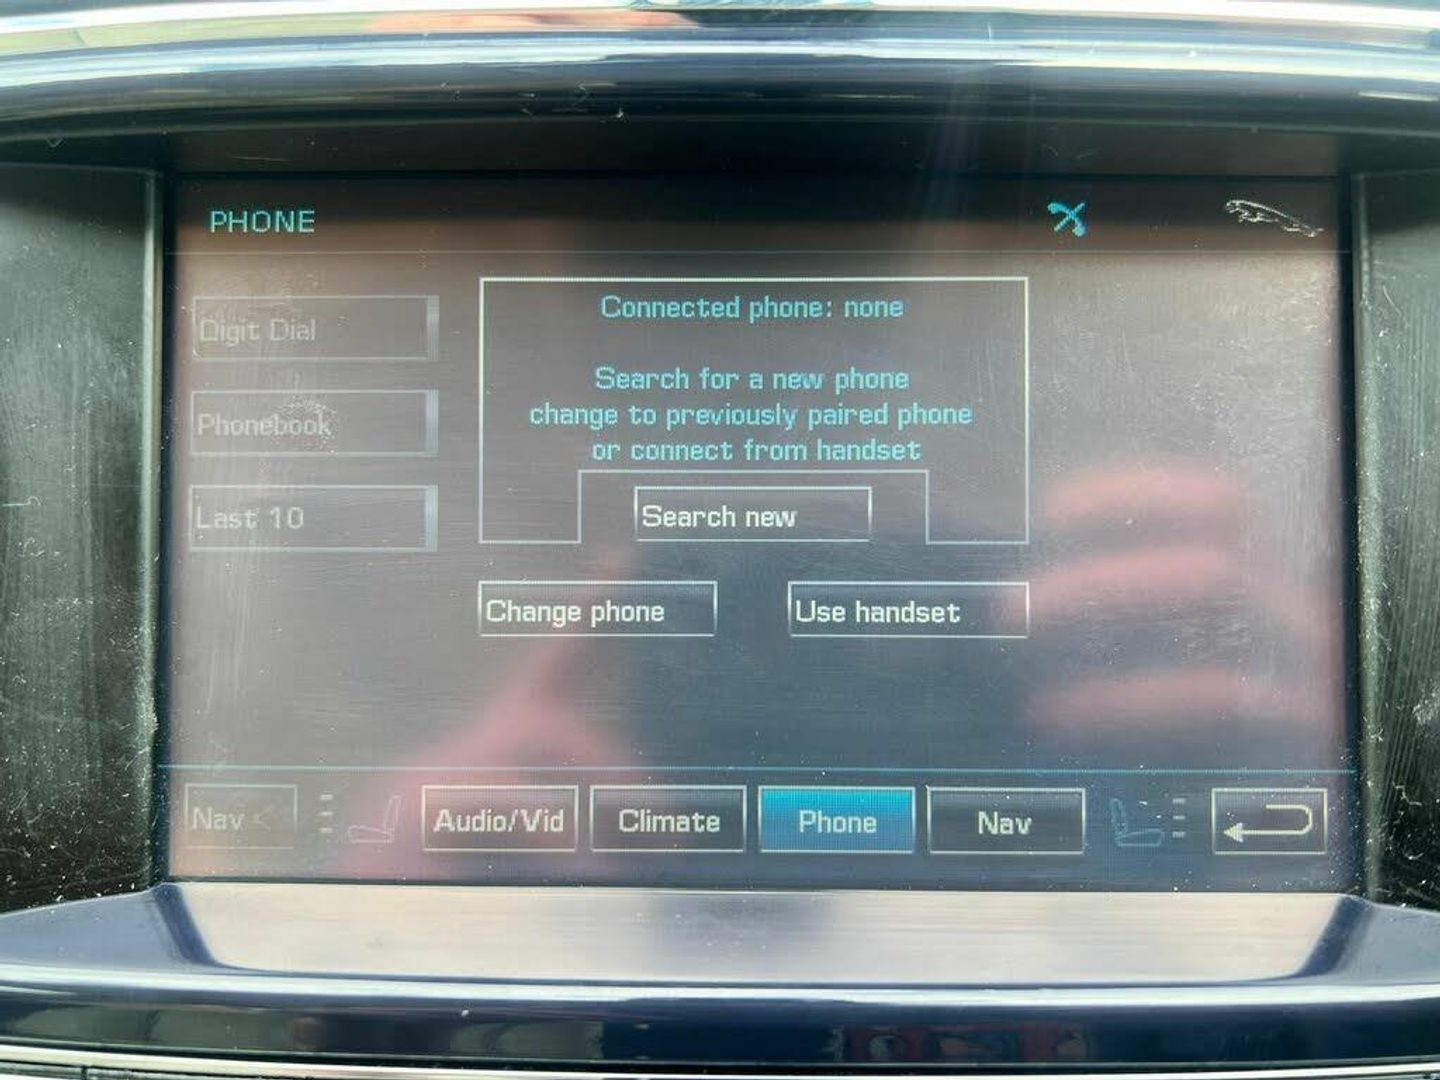 PHONE
Digit Dial
Phonebook
Last 10
Connected phone: none
Search for a new phone
change to previously paired phone
or connect from handset
Search new
Change phone
Use handset
Nav <
Audio/Vid
Climate
Phone
Nav